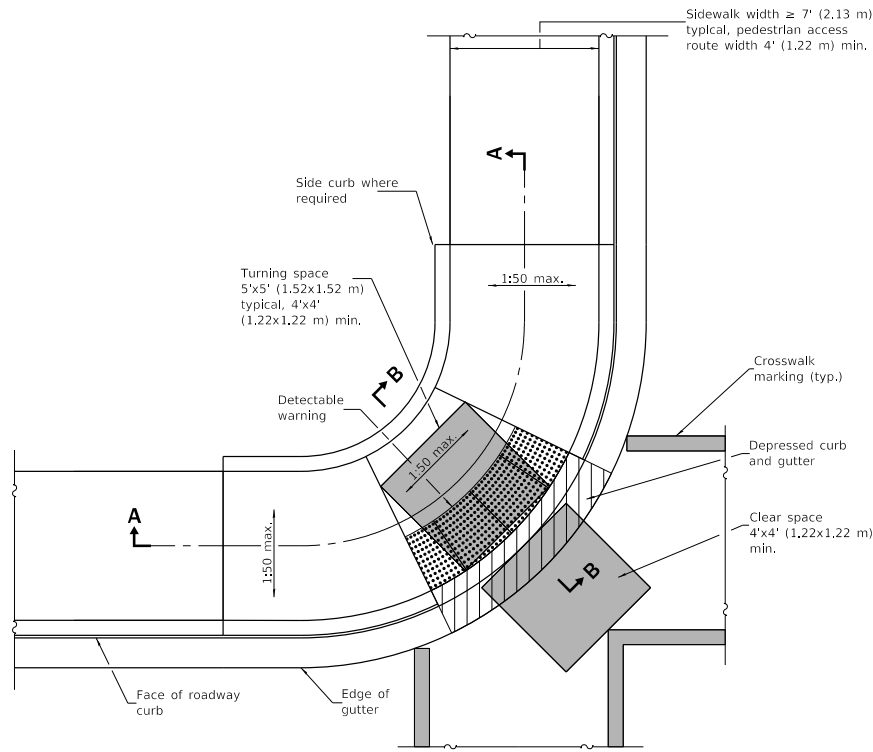 Sidewalk width ≥ 7' (2.13 m)
typical, pedestrian access
route width 4' (1.22 m) min.
A
Side curb where
required
Turning space
5'x5' (1.52x1.52 m)
typical, 4'x4'
(1.22x1.22 m) min.
1:50 max.
B
Crosswalk
marking (typ.)
Detectable
warning
1:50 max.
Depressed curb
and gutter
A
1:50 max.
Clear space
4'x4' (1.22x1.22 m)
min.
B
Face of roadway
curb
Edge of
gutter